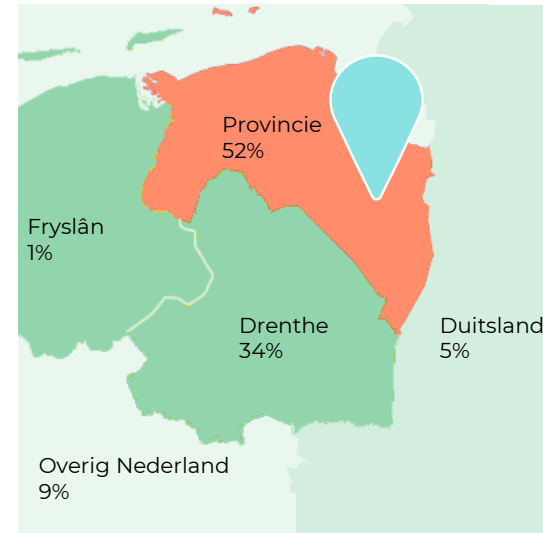 Provincie
52%
Fryslân
1%
Drenthe
34%
Duitsland
5%
Overig Nederland
9%